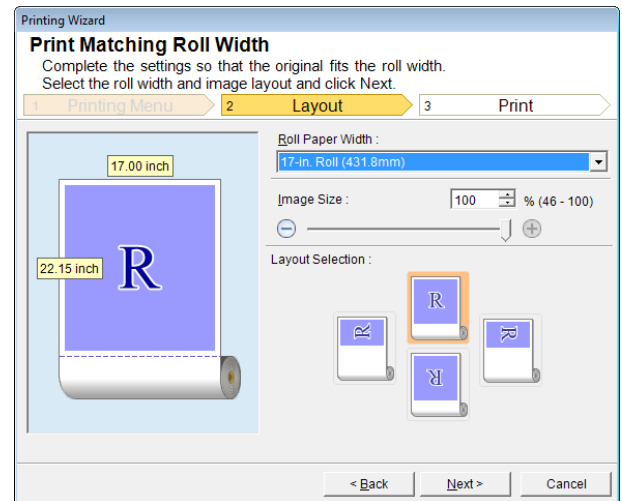 Printing Wizard
Print Matching Roll Width
Complete the settings so that the original fits the roll width.
Select the roll width and image layout and click Next.
1 Printing Menu 2 Layout 3 Print
Roll Paper Width :
17-in. Roll (431.8mm)
17.00 inch
22.15 inch
R
Image Size : 100 % (46 - 100)
Layout Selection :
R
R R
R
< Back Next > Cancel